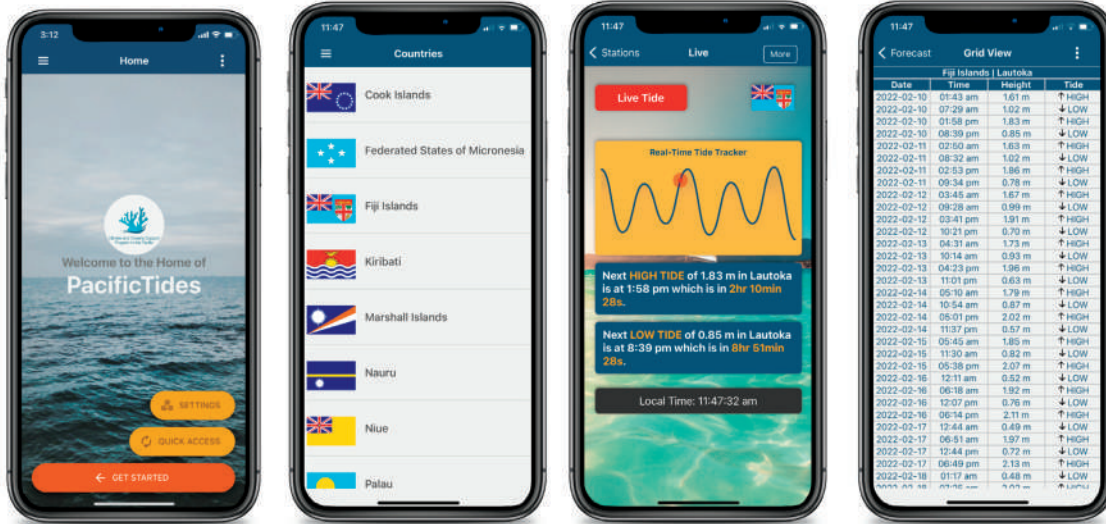 3:12
Home
Welcome to the Home of
PacificTides
SETTINGS
QUICK ACCESS
GET STARTED
11:47
Countries
Cook Islands
Federated States of Micronesia
Fiji Islands
Kiribati
Marshall Islands
Nauru
Niue
Palau
11:47
Stations Live More
Live Tide
Real-Time Tide Tracker
Next HIGH TIDE of 1.83 m in Lautoka
is at 1:58 pm which is in 2hr 10min
28s.
Next LOW TIDE of 0.85 m in Lautoka
is at 8:39 pm which is in 8hr 51min
28s.
Local Time: 11:47:32 am
11:47
Forecast Grid View
Fiji Islands | Lautoka
Date Time Height Tide
2022-02-10 01:43 am 1.61 m HIGH
2022-02-10 07:29 am 1.02 m LOW
2022-02-10 01:58 pm 1.83 m HIGH
2022-02-10 08:39 pm 0.85 m LOW
2022-02-11 02:50 am 1.63 m HIGH
2022-02-11 08:32 am 1.02 m LOW
2022-02-11 02:53 pm 1.86 m HIGH
2022-02-11 09:34 pm 0.78 m LOW
2022-02-12 03:45 am 1.67 m HIGH
2022-02-12 09:28 am 0.99 m LOW
2022-02-12 03:41 pm 1.91 m HIGH
2022-02-12 10:21 pm 0.70 m LOW
2022-02-13 04:31 am 1.73 m HIGH
2022-02-13 10:14 am 0.93 m LOW
2022-02-13 04:23 pm 1.96 m HIGH
2022-02-13 11:01 pm 0.63 m LOW
2022-02-14 05:10 am 1.79 m HIGH
2022-02-14 10:54 am 0.87 m LOW
2022-02-14 05:01 pm 2.02 m HIGH
2022-02-14 11:37 pm 0.57 m LOW
2022-02-15 05:45 am 1.85 m HIGH
2022-02-15 11:30 am 0.82 m LOW
2022-02-15 05:38 pm 2.07 m HIGH
2022-02-16 12:11 am 0.52 m LOW
2022-02-16 06:18 am 1.92 m HIGH
2022-02-16 12:07 pm 0.76 m LOW
2022-02-16 06:14 pm 2.11 m HIGH
2022-02-17 12:44 am 0.49 m LOW
2022-02-17 06:51 am 1.97 m HIGH
2022-02-17 12:44 pm 0.72 m LOW
2022-02-17 06:49 pm 2.13 m HIGH
2022-02-18 01:17 am 0.48 m LOW